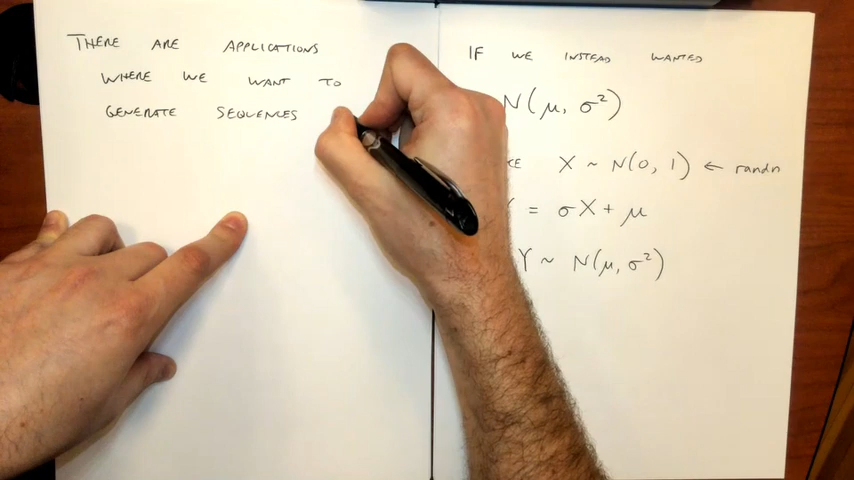 THERE ARE APPLICATIONS
WHERE WE WANT TO
GENERATE SEQUENCES
IF WE INSTEAD WANTED
N(μ, σ²)
X ~ N(0, 1) ← randn
= σX + μ
Y ~ N(μ, σ²)